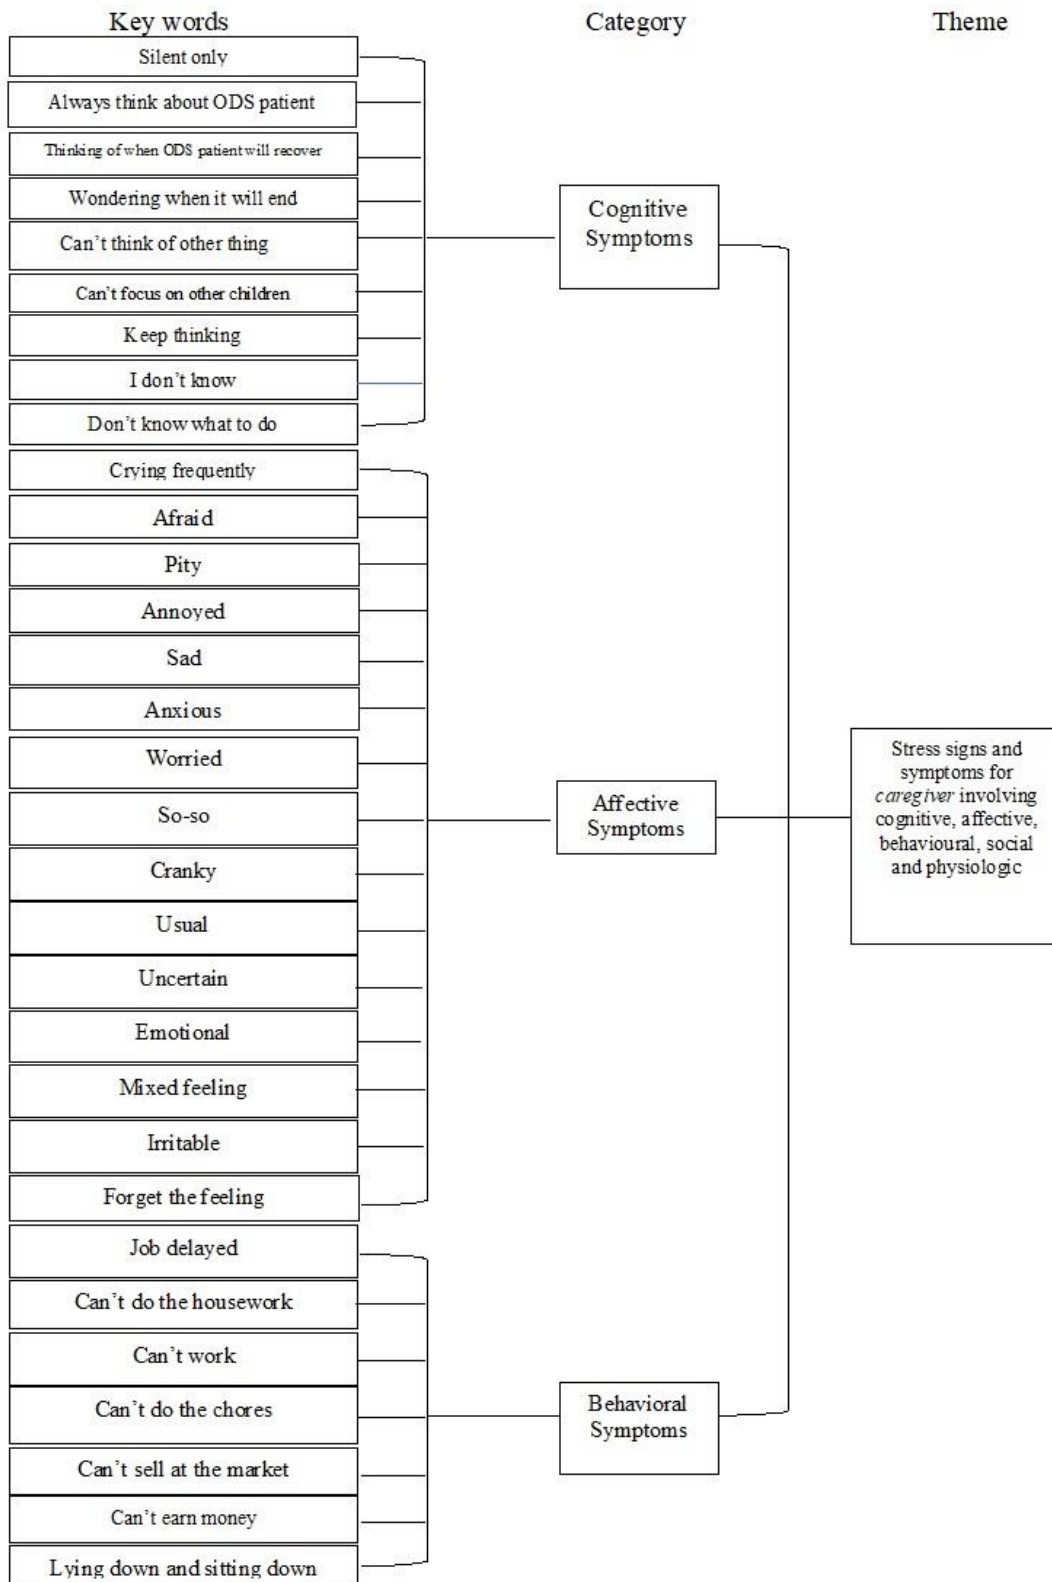 Key words
Category
Theme
Silent only
Always think about ODS patient
Thinking of when ODS patient will recover
Wondering when it will end
Can't think of other thing
Can't focus on other children
Keep thinking
I don't know
Don't know what to do
Cognitive
Symptoms
Crying frequently
Afraid
Pity
Annoyed
Sad
Anxious
Worried
So-so
Cranky
Usual
Uncertain
Emotional
Mixed feeling
Irritable
Forget the feeling
Affective
Symptoms
Job delayed
Can't do the housework
Can't work
Can't do the chores
Can't sell at the market
Can't earn money
Lying down and sitting down
Behavioral
Symptoms
Stress signs and
symptoms for
caregiver involving
cognitive, affective,
behavioural, social
and physiologic